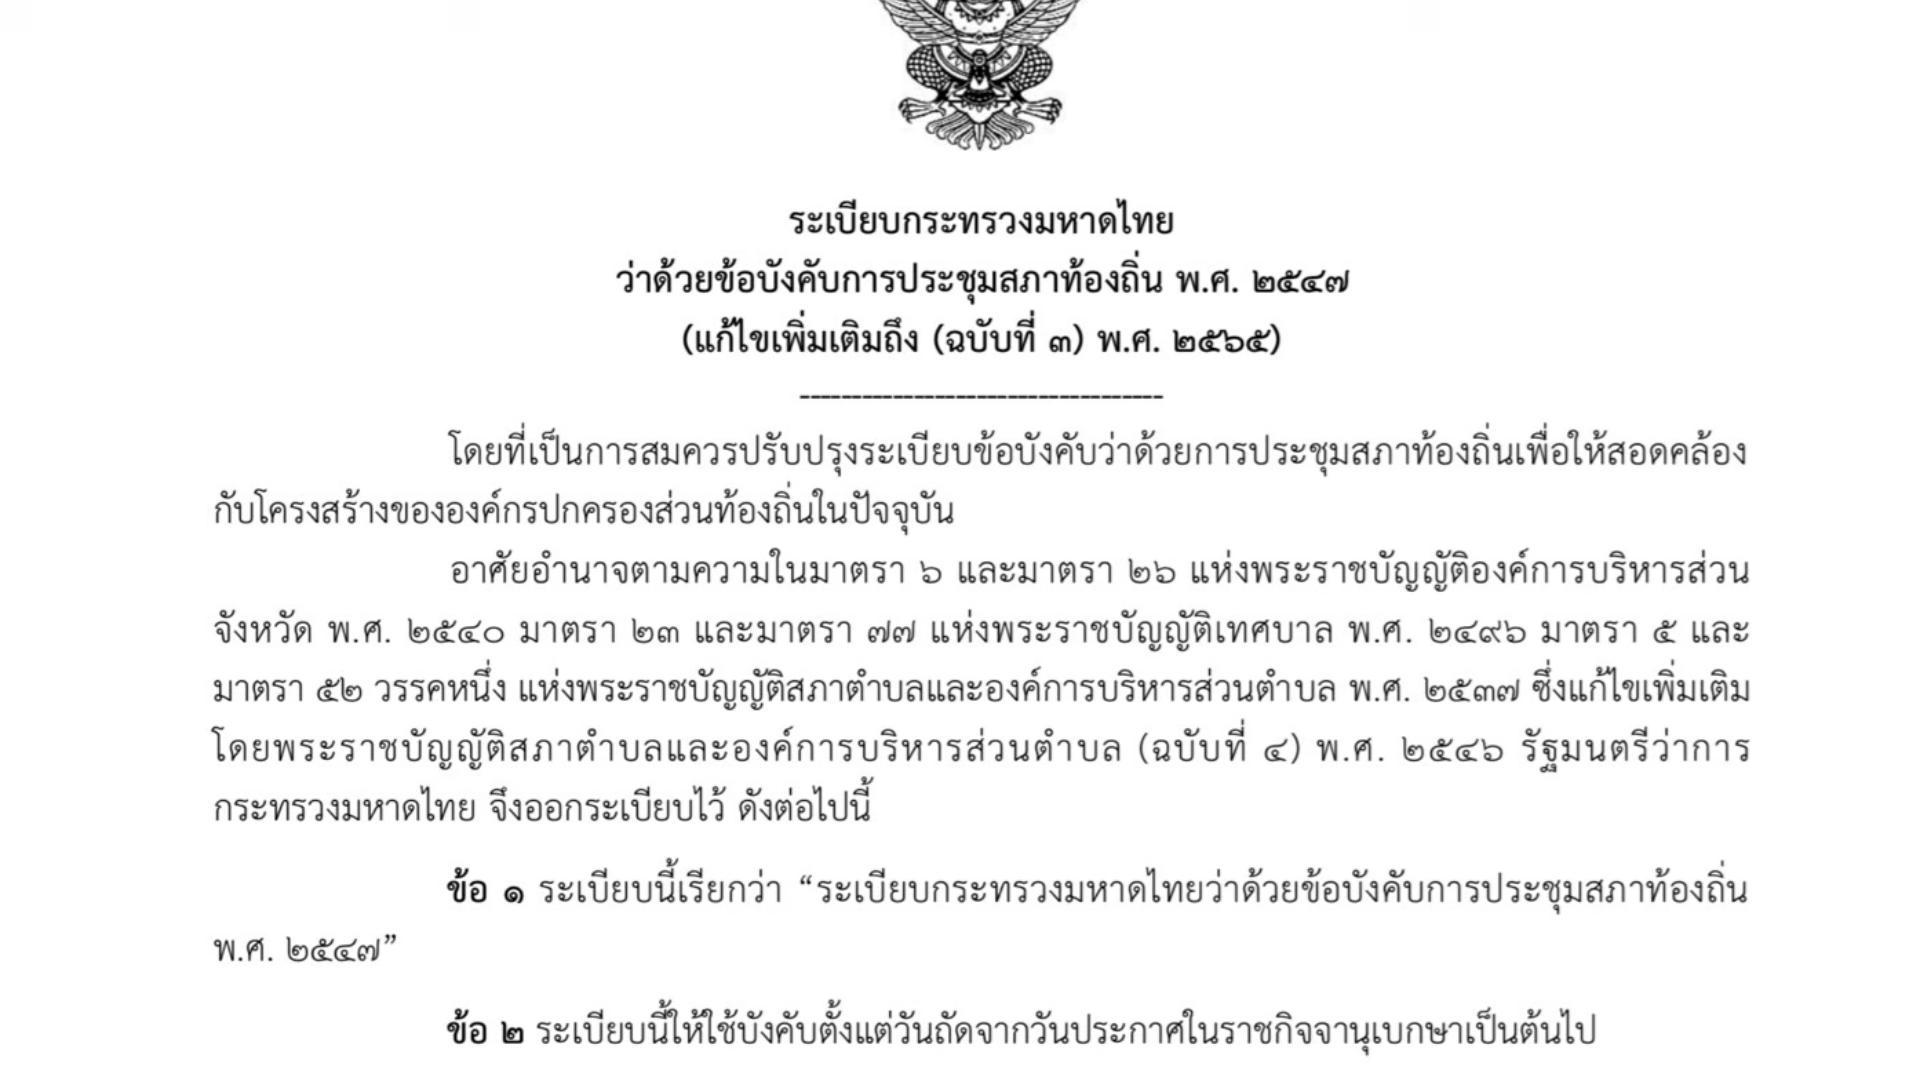 ระเบียบกระทรวงมหาดไทย
ว่าด้วยข้อบังคับการประชุมสภาท้องถิ่น พ.ศ. ๒๕๔๗
(แก้ไขเพิ่มเติมถึง (ฉบับที่ ๓) พ.ศ. ๒๕๖๕)
-----------------------------------
โดยที่เป็นการสมควรปรับปรุงระเบียบข้อบังคับว่าด้วยการประชุมสภาท้องถิ่นเพื่อให้สอดคล้อง
กับโครงสร้างขององค์กรปกครองส่วนท้องถิ่นในปัจจุบัน
อาศัยอำนาจตามความในมาตรา ๖ และมาตรา ๒๖ แห่งพระราชบัญญัติองค์การบริหารส่วน
จังหวัด พ.ศ. ๒๕๔๐ มาตรา ๒๓ และมาตรา ๗๗ แห่งพระราชบัญญัติเทศบาล พ.ศ. ๒๔๙๖ มาตรา ๕ และ
มาตรา ๕๒ วรรคหนึ่ง แห่งพระราชบัญญัติสภาตำบลและองค์การบริหารส่วนตำบล พ.ศ. ๒๕๓๗ ซึ่งแก้ไขเพิ่มเติม
โดยพระราชบัญญัติสภาตำบลและองค์การบริหารส่วนตำบล (ฉบับที่ ๔) พ.ศ. ๒๕๔๖ รัฐมนตรีว่าการ
กระทรวงมหาดไทย จึงออกระเบียบไว้ ดังต่อไปนี้
ข้อ ๑ ระเบียบนี้เรียกว่า “ระเบียบกระทรวงมหาดไทยว่าด้วยข้อบังคับการประชุมสภาท้องถิ่น
พ.ศ. ๒๕๔๗”
ข้อ ๒ ระเบียบนี้ให้ใช้บังคับตั้งแต่วันถัดจากวันประกาศในราชกิจจานุเบกษาเป็นต้นไป